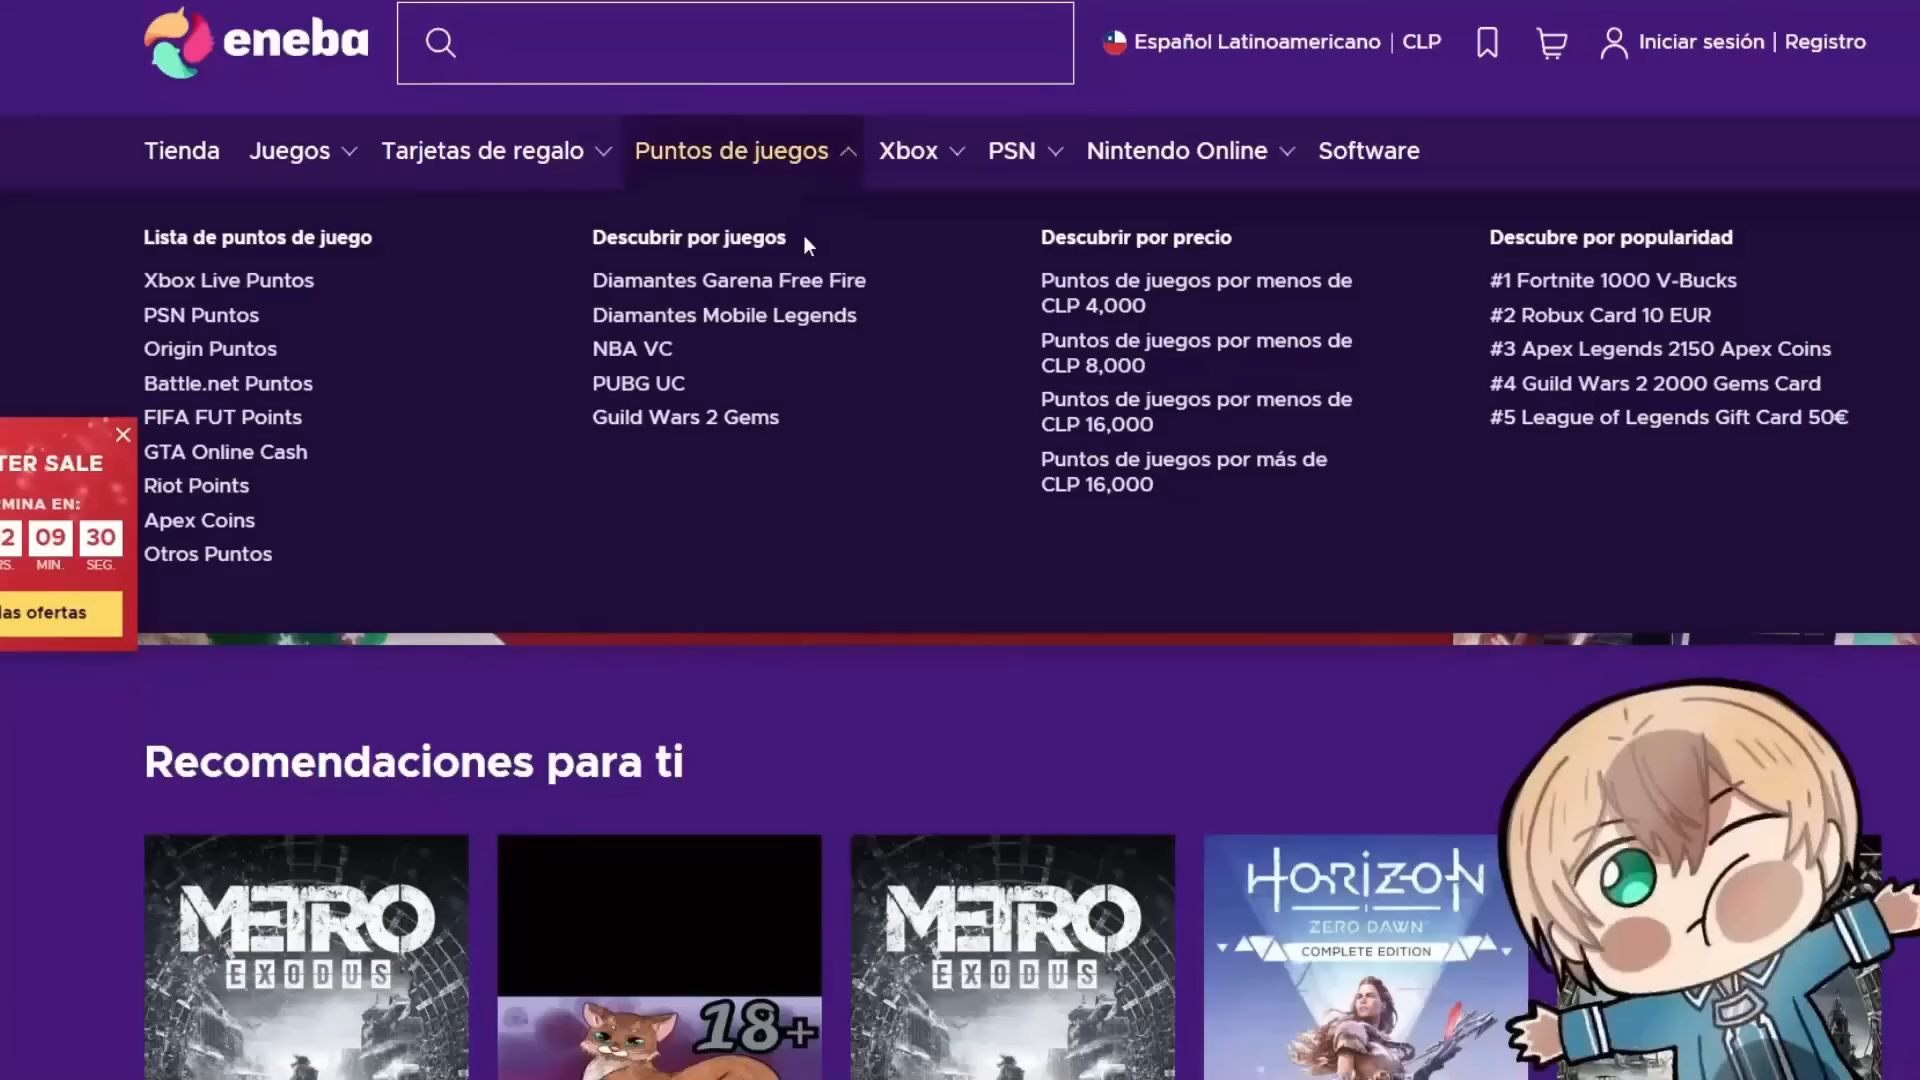 eneba
Español Latinoamericano | CLP
Iniciar sesión | Registro
Tienda
Juegos
Tarjetas de regalo
Puntos de juegos
Xbox
PSN
Nintendo Online
Software
Lista de puntos de juego
Xbox Live Puntos
PSN Puntos
Origin Puntos
Battle.net Puntos
FIFA FUT Points
GTA Online Cash
Riot Points
Apex Coins
Otros Puntos
Descubrir por juegos
Diamantes Garena Free Fire
Diamantes Mobile Legends
NBA VC
PUBG UC
Guild Wars 2 Gems
Descubrir por precio
Puntos de juegos por menos de
CLP 4,000
Puntos de juegos por menos de
CLP 8,000
Puntos de juegos por menos de
CLP 16,000
Puntos de juegos por más de
CLP 16,000
Descubre por popularidad
#1 Fortnite 1000 V-Bucks
#2 Robux Card 10 EUR
#3 Apex Legends 2150 Apex Coins
#4 Guild Wars 2 2000 Gems Card
#5 League of Legends Gift Card 50€
TER SALE
MINA EN:
2 09 30
RS. MIN. SEG.
las ofertas
Recomendaciones para ti
METRO
EXODUS
18+
METRO
EXODUS
HORIZON
ZERO DAWN
COMPLETE EDITION